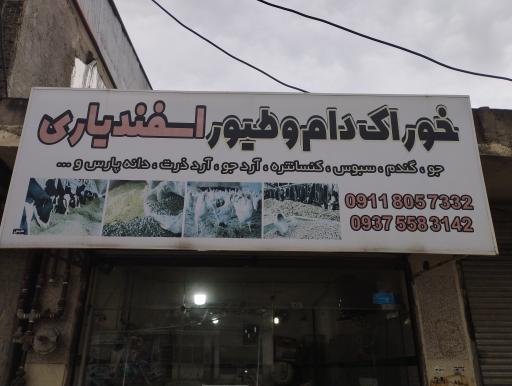 خوراک دام و طیور اسفندیاری
جو ، گندم ، سبوس ، کنسانتره ، آرد جو ، آرد ذرت ، دانه پارس و ...
0911 805 7332
0937 558 3142